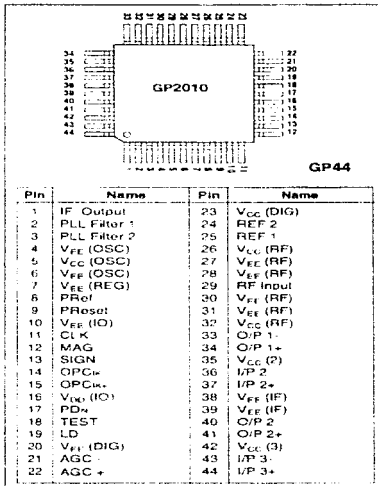 34
35
36
37
38
39
40
41
42
43
44
GP2010
22
21
20
19
18
17
16
15
14
13
12
GP44
Pin Name Pin Name
1 IF Output 23 VCC (DIG)
2 PLL Filter 1 24 REF 2
3 PLL Filter 2 25 REF 1
4 VEE (OSC) 26 VCC (RF)
5 VCC (OSC) 27 VEE (RF)
6 VEE (OSC) 28 VEE (RF)
7 VEE (REG) 29 RF Input
8 PRef 30 VEE (RF)
9 PReset 31 VEE (RF)
10 VEE (IO) 32 VCC (RF)
11 CLK 33 O/P 1-
12 MAG 34 O/P 1+
13 SIGN 35 VCC (2)
14 36 I/P 2
15 37 I/P 2+
16 VDD (IO) 38 VEE (IF)
17 PDN 39 VEE (IF)
18 TEST 40 O/P 2
19 LD 41 O/P 2+
20 VEE (DIG) 42 VCC (3)
21 AGC - 43 I/P 3-
22 AGC + 44 I/P 3+